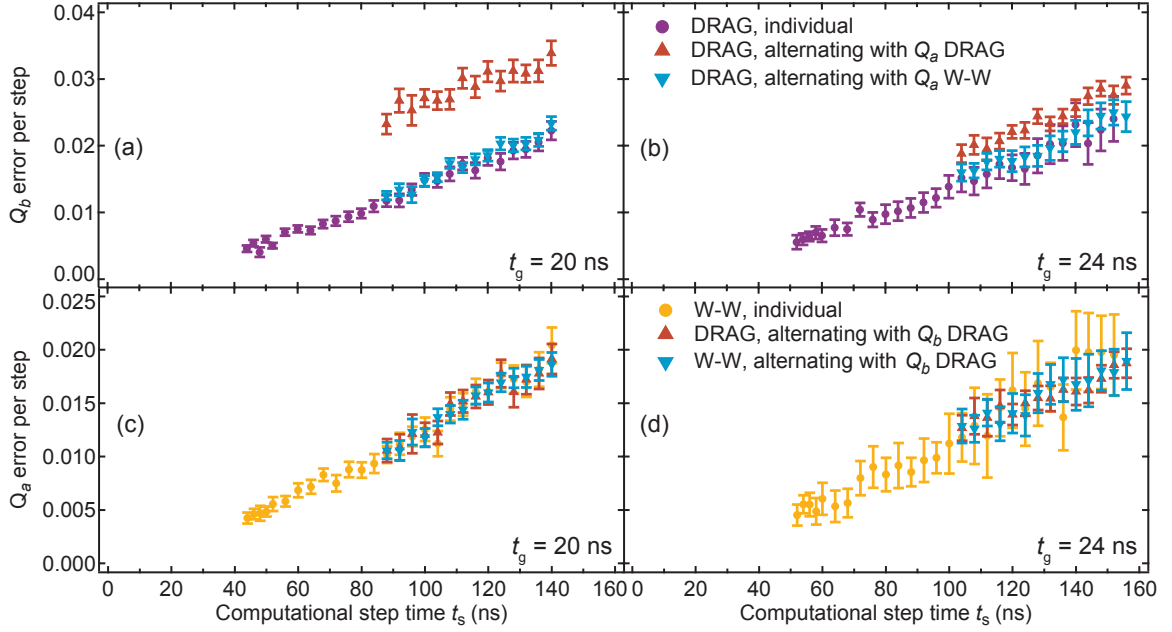 0.04
0.03
0.02
0.01
0.00
Q_b error per step
(a)
t_g = 20 ns
DRAG, individual
DRAG, alternating with Q_a DRAG
DRAG, alternating with Q_a W-W
(b)
t_g = 24 ns
0.025
0.020
0.015
0.010
0.005
0.000
Q_a error per step
(c)
t_g = 20 ns
W-W, individual
DRAG, alternating with Q_b DRAG
W-W, alternating with Q_b DRAG
(d)
t_g = 24 ns
0 20 40 60 80 100 120 140 160
0 20 40 60 80 100 120 140 160
Computational step time t_s (ns)
Computational step time t_s (ns)